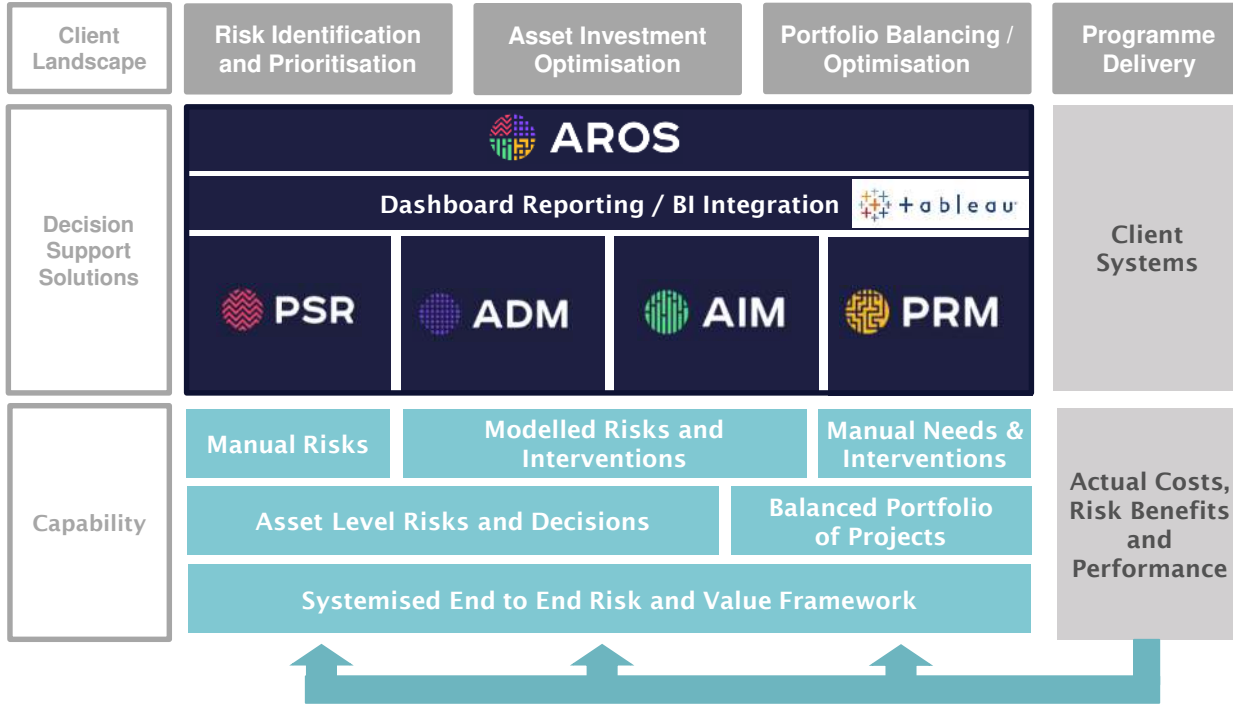 Client
Landscape
Risk Identification
and Prioritisation
Asset Investment
Optimisation
Portfolio Balancing /
Optimisation
Programme
Delivery
Decision
Support
Solutions
AROS
Dashboard Reporting / BI Integration
+ableau
PSR
ADM
AIM
PRM
Client
Systems
Capability
Manual Risks
Modelled Risks and
Interventions
Manual Needs &
Interventions
Asset Level Risks and Decisions
Balanced Portfolio
of Projects
Systemised End to End Risk and Value Framework
Actual Costs,
Risk Benefits
and
Performance